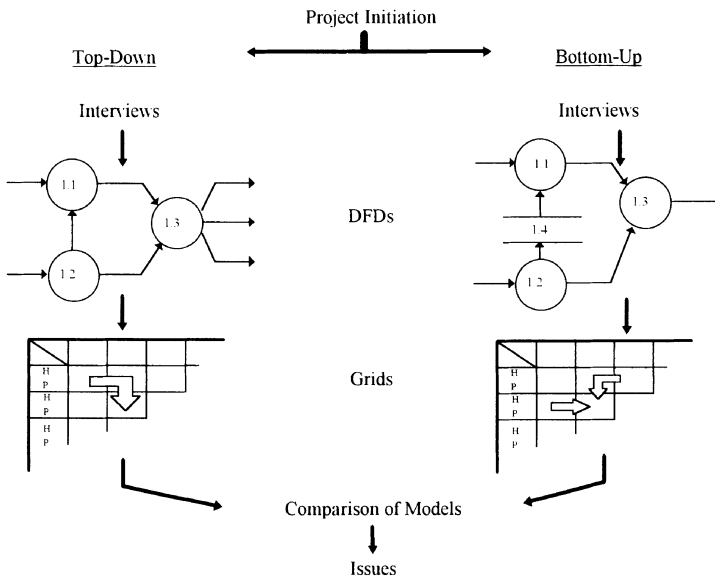 Project Initiation
Top-Down
Bottom-Up
Interviews
Interviews
1.1
1.3
1.2
DFDs
1.1
1.3
1.4
1.2
Grids
H
P
H
P
H
P
H
P
H
P
H
P
Comparison of Models
Issues